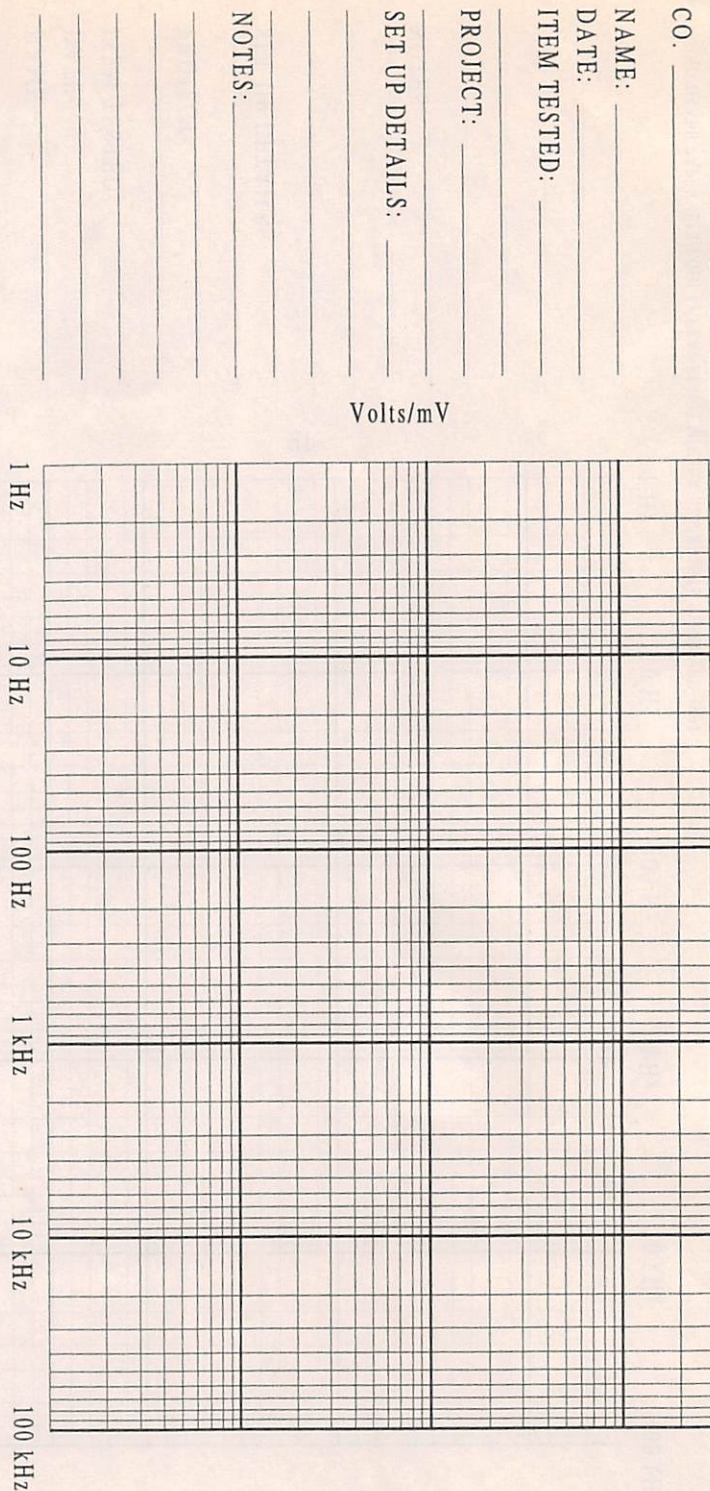 CO.
NAME:
DATE:
ITEM TESTED:
PROJECT:
SET UP DETAILS:
NOTES:
Volts/mV
1 Hz
10 Hz
100 Hz
1 kHz
10 kHz
100 kHz